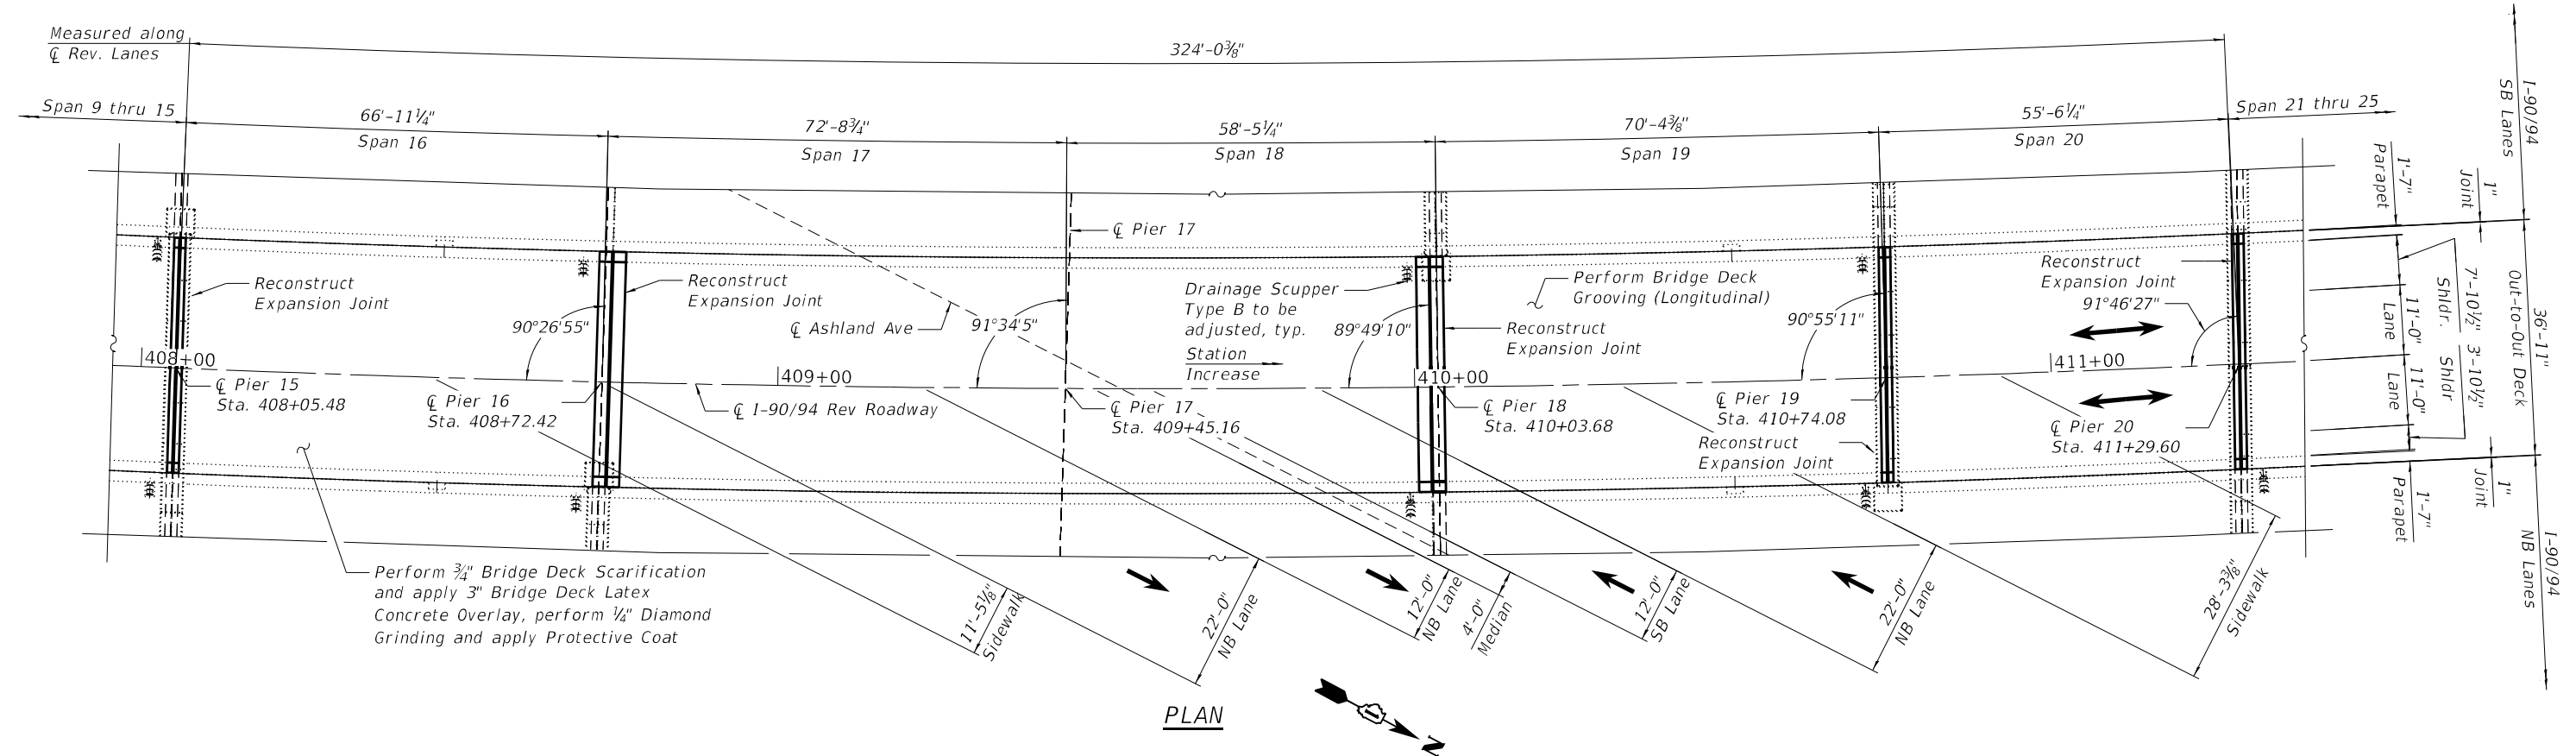 Measured along
℄ Rev. Lanes
324'-0⅜"
Span 9 thru 15
66'-11¼"
Span 16
72'-8¾"
Span 17
58'-5¼"
Span 18
70'-4⅜"
Span 19
55'-6¼"
Span 20
Span 21 thru 25
I-90/94
SB Lanes
1'-7"
Parapet
1"
Joint
℄ Pier 17
Reconstruct
Expansion Joint
Reconstruct
Expansion Joint
90°26'55"
℄ Ashland Ave
91°34'5"
Drainage Scupper
Type B to be
adjusted, typ.
Station
Increase
89°49'10"
Perform Bridge Deck
Grooving (Longitudinal)
Reconstruct
Expansion Joint
90°55'11"
Reconstruct
Expansion Joint
91°46'27"
7'-10½"
Shldr.
11'-0"
Lane
11'-0"
Lane
3'-10½"
Shldr
36'-11"
Out-to-Out Deck
408+00
409+00
410+00
411+00
℄ Pier 15
Sta. 408+05.48
℄ Pier 16
Sta. 408+72.42
℄ I-90/94 Rev Roadway
℄ Pier 17
Sta. 409+45.16
℄ Pier 18
Sta. 410+03.68
℄ Pier 19
Sta. 410+74.08
Reconstruct
Expansion Joint
℄ Pier 20
Sta. 411+29.60
1'-7"
Parapet
1"
Joint
I-90/94
NB Lanes
Perform ¾" Bridge Deck Scarification
and apply 3" Bridge Deck Latex
Concrete Overlay, perform ¼" Diamond
Grinding and apply Protective Coat
11'-5⅛"
Sidewalk
22'-0"
NB Lane
12'-0"
NB Lane
4'-0"
Median
12'-0"
SB Lane
22'-0"
NB Lane
28'-3⅜"
Sidewalk
PLAN
N